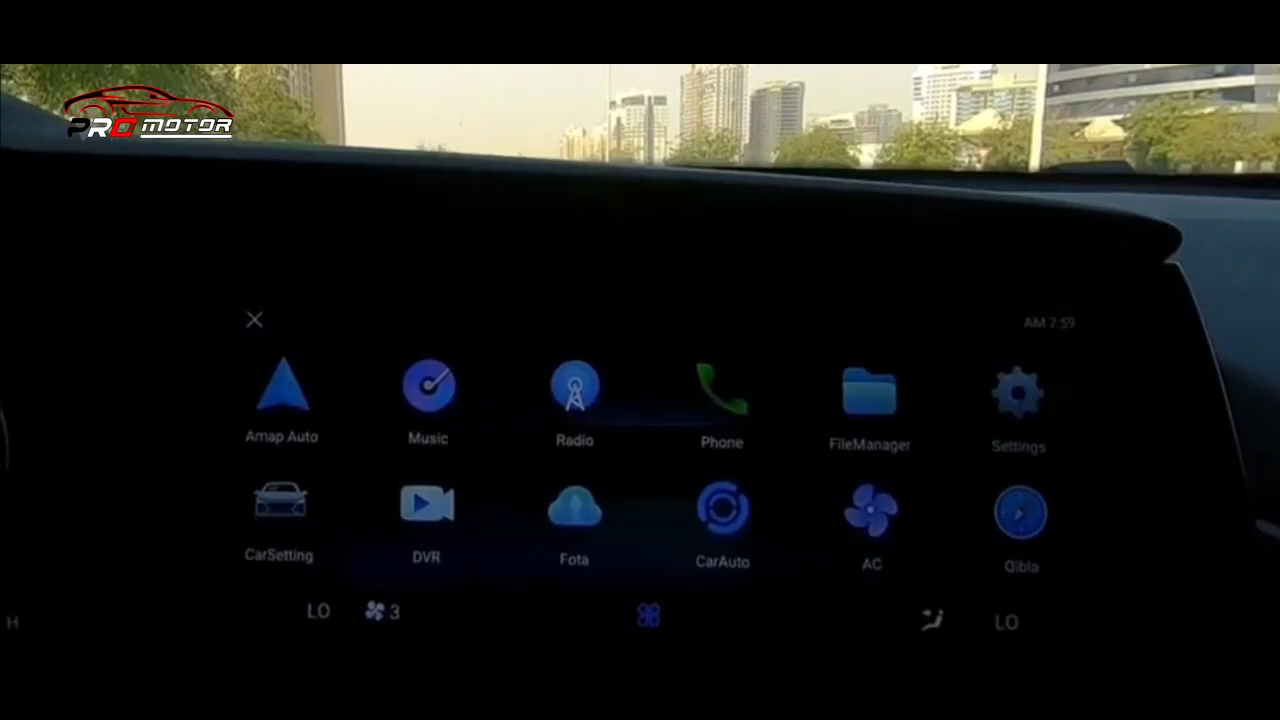 PRO MOTOR
AM 7:59
Amap Auto
Music
Radio
Phone
FileManager
Settings
CarSetting
DVR
Fota
CarAuto
AC
Qibla
H
LO
3
LO